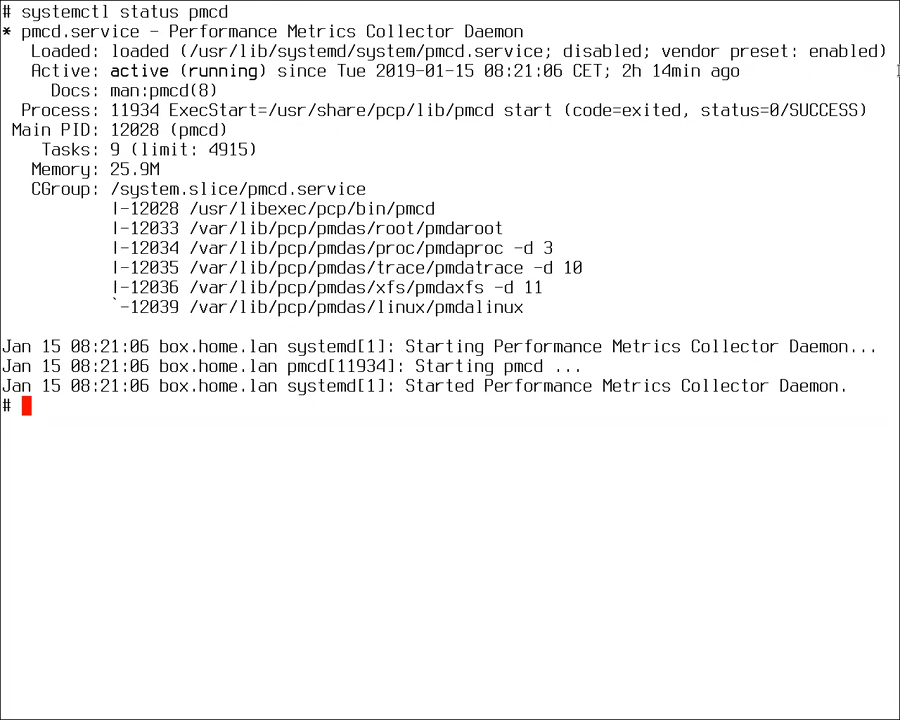 # systemctl status pmcd
* pmcd.service - Performance Metrics Collector Daemon
   Loaded: loaded (/usr/lib/systemd/system/pmcd.service; disabled; vendor preset: enabled)
   Active: active (running) since Tue 2019-01-15 08:21:06 CET; 2h 14min ago
     Docs: man:pmcd(8)
  Process: 11934 ExecStart=/usr/share/pcp/lib/pmcd start (code=exited, status=0/SUCCESS)
 Main PID: 12028 (pmcd)
    Tasks: 9 (limit: 4915)
   Memory: 25.9M
   CGroup: /system.slice/pmcd.service
           |-12028 /usr/libexec/pcp/bin/pmcd
           |-12033 /var/lib/pcp/pmdas/root/pmdaroot
           |-12034 /var/lib/pcp/pmdas/proc/pmdaproc -d 3
           |-12035 /var/lib/pcp/pmdas/trace/pmdatrace -d 10
           |-12036 /var/lib/pcp/pmdas/xfs/pmdaxfs -d 11
           `-12039 /var/lib/pcp/pmdas/linux/pmdalinux

Jan 15 08:21:06 box.home.lan systemd[1]: Starting Performance Metrics Collector Daemon...
Jan 15 08:21:06 box.home.lan pmcd[11934]: Starting pmcd ...
Jan 15 08:21:06 box.home.lan systemd[1]: Started Performance Metrics Collector Daemon.
#